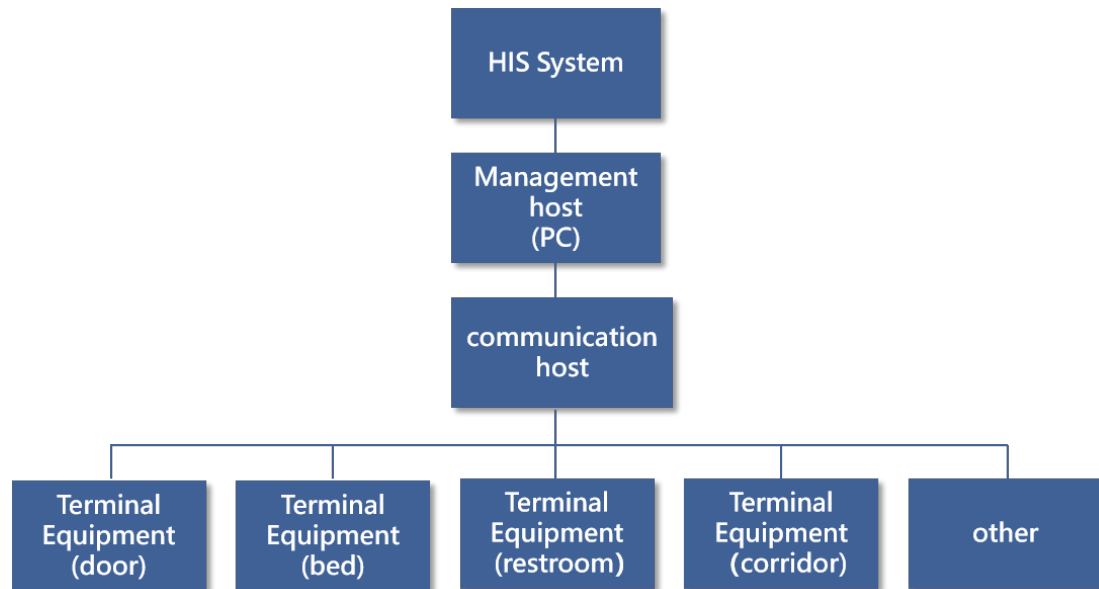 HIS System
Management
host
(PC)
communication
host
Terminal
Equipment
(door)
Terminal
Equipment
(bed)
Terminal
Equipment
(restroom)
Terminal
Equipment
(corridor)
other